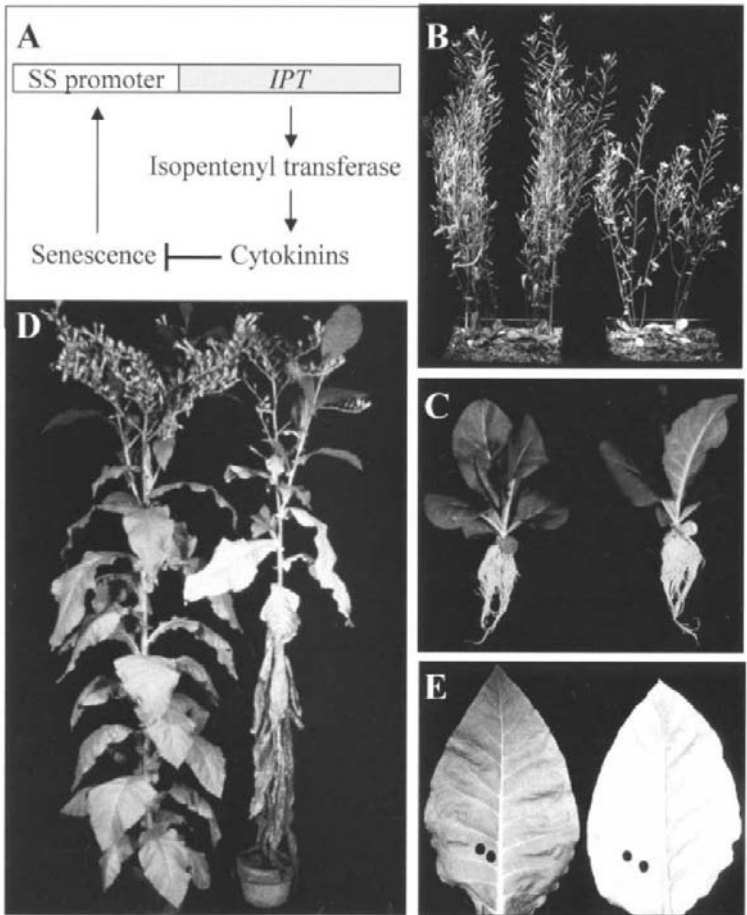 A
SS promoter IPT
Isopentenyl transferase
Senescence Cytokinins
B
D
C
E